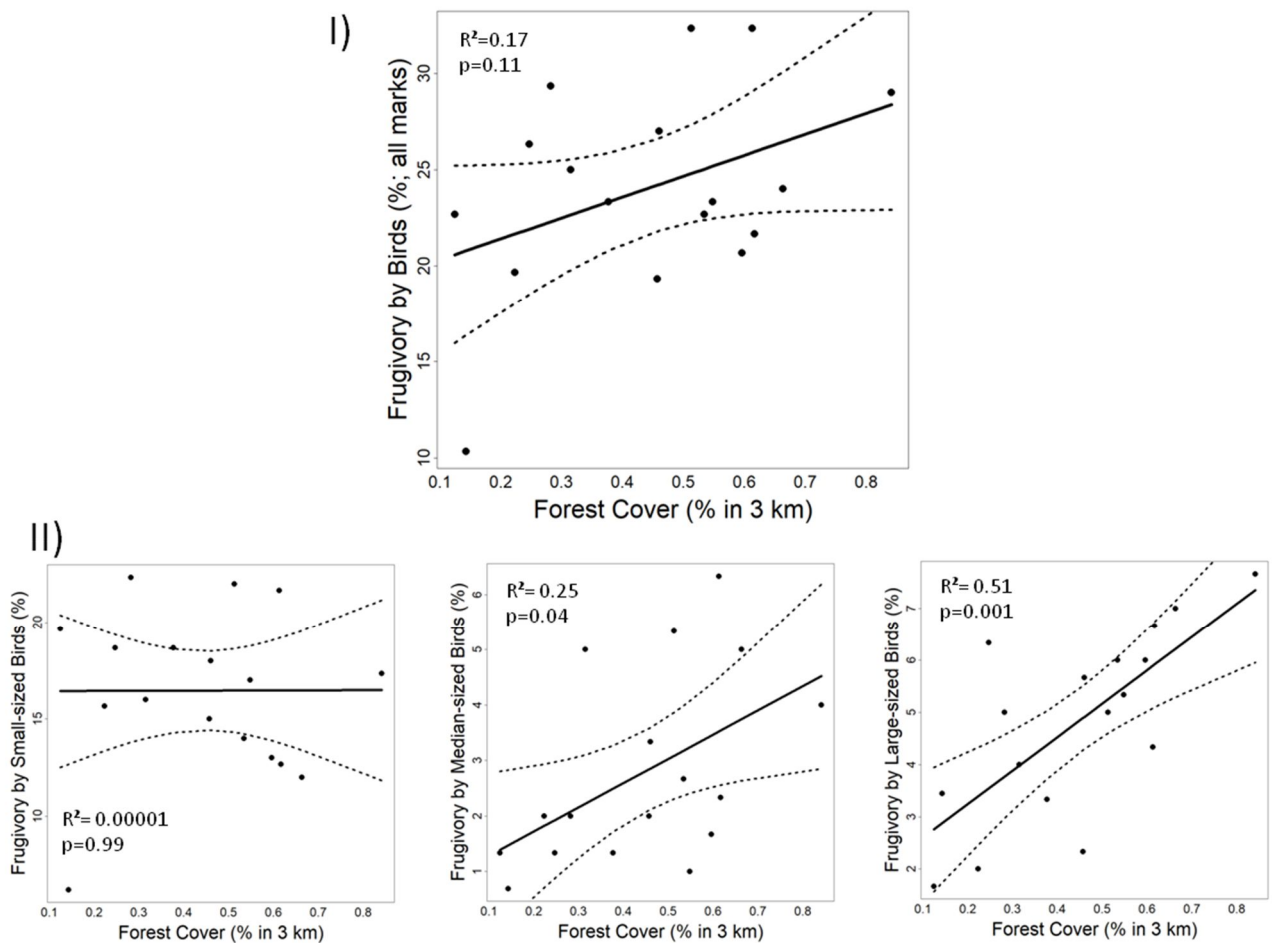 I)
R²=0.17
p=0.11
Frugivory by Birds (%; all marks)
30
25
20
15
10
0.1 0.2 0.3 0.4 0.5 0.6 0.7 0.8
Forest Cover (% in 3 km)
II)
R²= 0.00001
p=0.99
Frugivory by Small-sized Birds (%)
20
15
10
0.1 0.2 0.3 0.4 0.5 0.6 0.7 0.8
Forest Cover (% in 3 km)
R²= 0.25
p=0.04
Frugivory by Median-sized Birds (%)
6
5
4
3
2
1
0.1 0.2 0.3 0.4 0.5 0.6 0.7 0.8
Forest Cover (% in 3 km)
R²= 0.51
p=0.001
Frugivory by Large-sized Birds (%)
7
6
5
4
3
2
0.1 0.2 0.3 0.4 0.5 0.6 0.7 0.8
Forest Cover (% in 3 km)